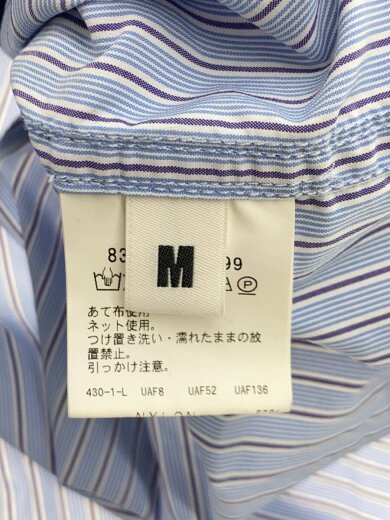 83
99
M
A P
あて布使用
ネット使用。
つけ置き洗い・濡れたままの放
置禁止。
引っかけ注意。
430-1-L UAF8 UAF52 UAF136
NYLON